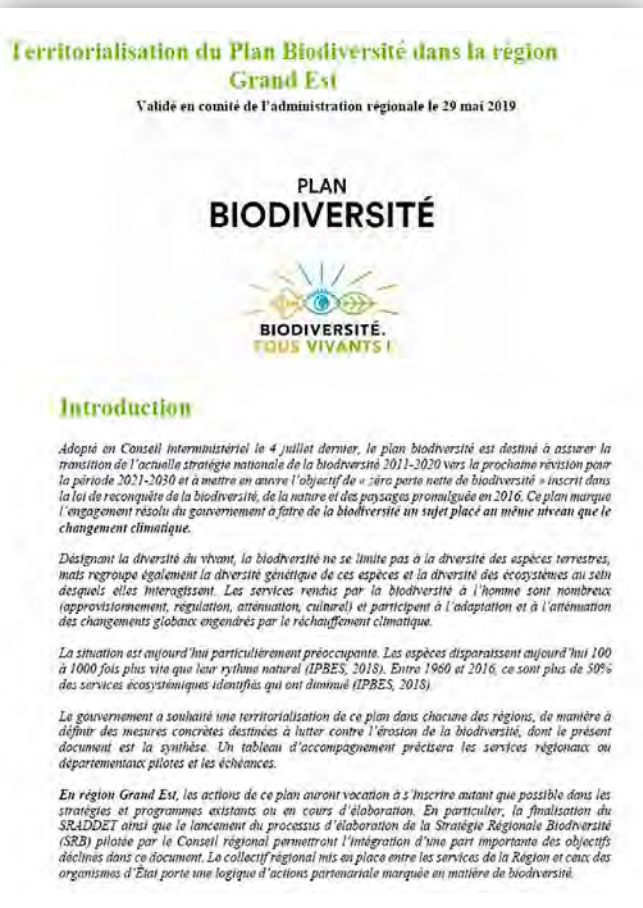 Territorialisation du Plan Biodiversité dans la région
Grand Est
Validé en comité de l'administration régionale le 29 mai 2019
PLAN
BIODIVERSITÉ
BIODIVERSITÉ.
TOUS VIVANTS !
Introduction
Adopté en Conseil interministériel le 4 juillet dernier, le plan biodiversité est destiné à assurer la
transition de l'actuelle stratégie nationale de la biodiversité 2011-2020 vers la prochaine révision pour
la période 2021-2030 et à mettre en œuvre l'objectif de « zéro perte nette de biodiversité » inscrit dans
la loi de reconquête de la biodiversité, de la nature et des paysages promulguée en 2016. Ce plan marque
l'engagement résolu du gouvernement à faire de la biodiversité un sujet placé au même niveau que le
changement climatique.
Désignant la diversité du vivant, la biodiversité ne se limite pas à la diversité des espèces terrestres,
mais regroupe également la diversité génétique de ces espèces et la diversité des écosystèmes au sein
desquels elles interagissent. Les services rendus par la biodiversité à l'homme sont nombreux
(approvisionnement, régulation, atténuation, culturel) et participent à l'adaptation et à l'atténuation
des changements globaux engendrés par le réchauffement climatique.
La situation est aujourd'hui particulièrement préoccupante. Les espèces disparaissent aujourd'hui 100
à 1000 fois plus vite que leur rythme naturel (IPBES, 2018). Entre 1960 et 2016, ce sont plus de 50%
des services écosystémiques identifiés qui ont diminué (IPBES, 2018).
Le gouvernement a souhaité une territorialisation de ce plan dans chacune des régions, de manière à
définir des mesures concrètes destinées à lutter contre l'érosion de la biodiversité, dont le présent
document est la synthèse. Un tableau d'accompagnement précisera les services régionaux ou
départementaux pilotes et les échéances.
En région Grand Est, les actions de ce plan auront vocation à s'inscrire autant que possible dans les
stratégies et programmes existants ou en cours d'élaboration. En particulier, la finalisation du
SRADDET ainsi que le lancement du processus d'élaboration de la Stratégie Régionale Biodiversité
(SRB) pilotée par le Conseil régional permettront l'intégration d'une part importante des objectifs
déclinés dans ce document. Le collectif régional mis en place entre les services de la Région et ceux des
organismes d'État porte une logique d'actions partenariale marquée en matière de biodiversité.